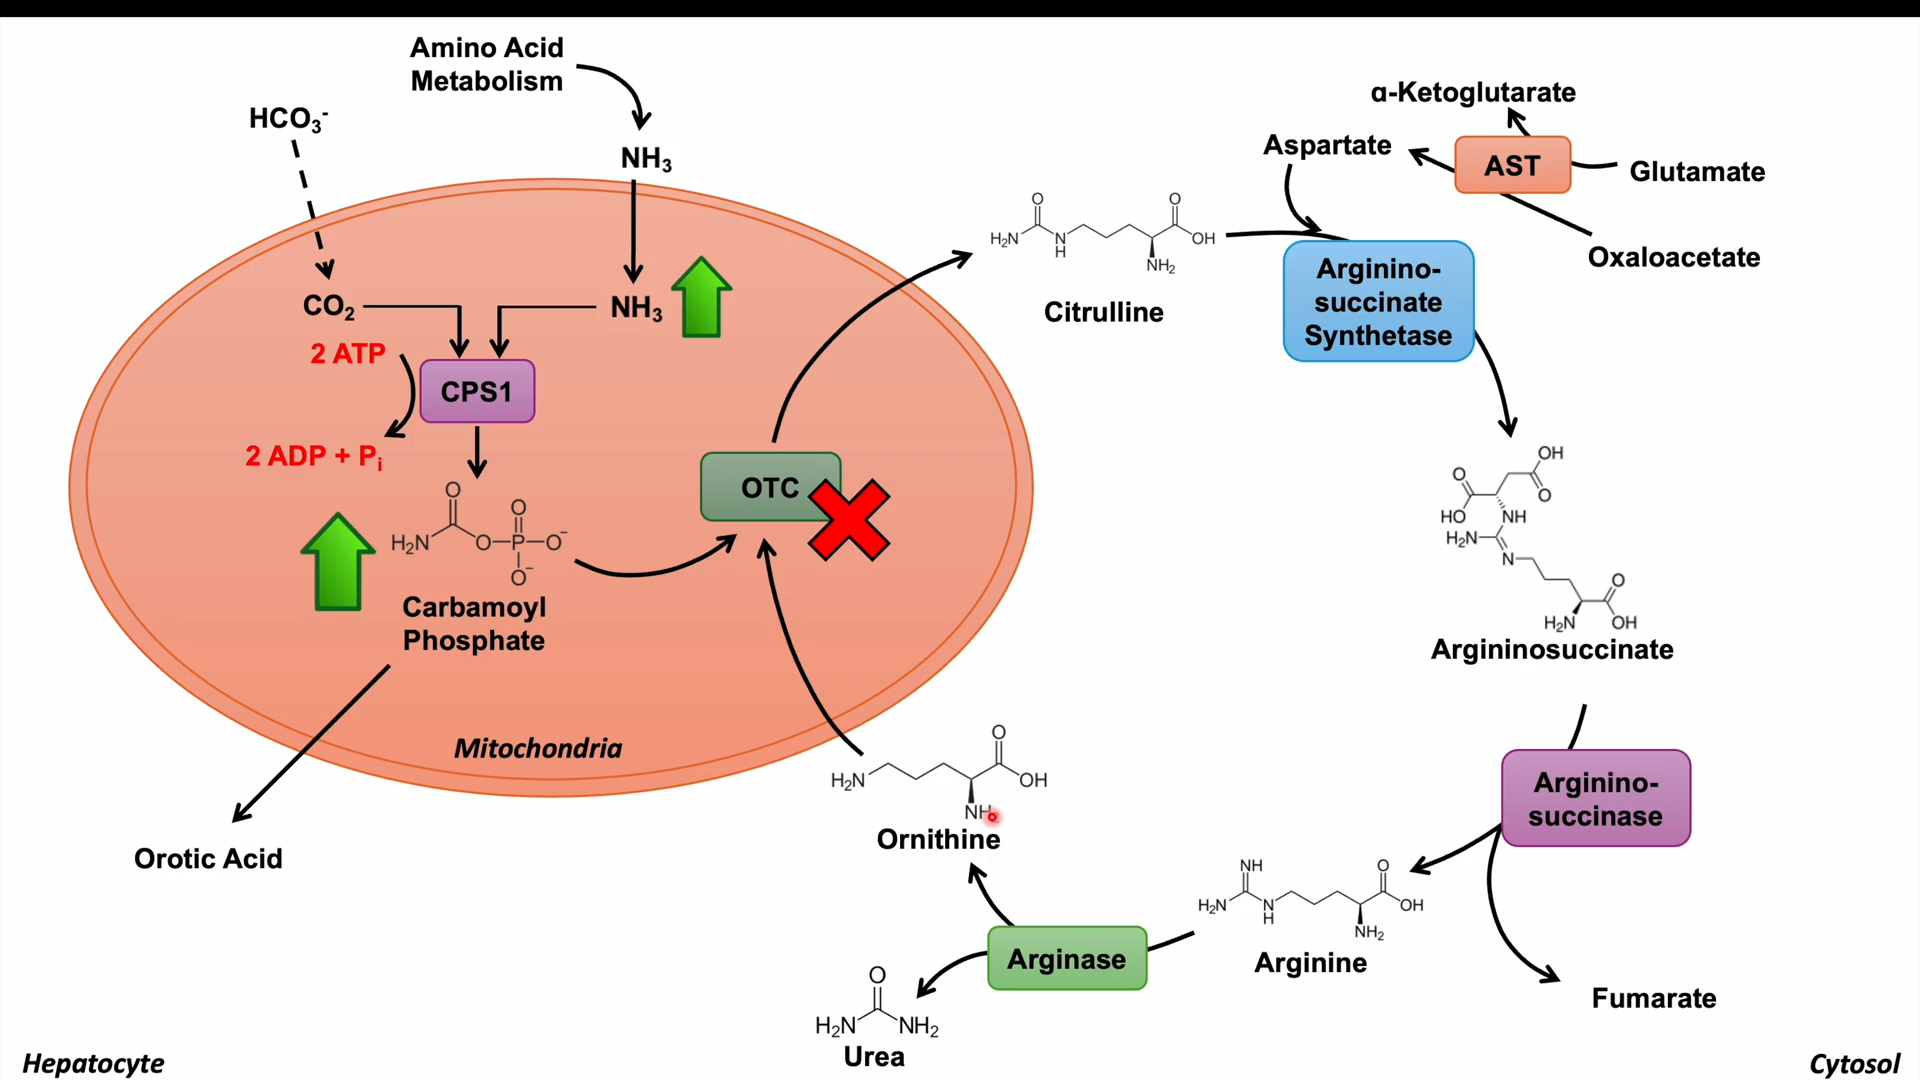 Amino Acid
Metabolism
HCO₃⁻
NH₃
α-Ketoglutarate
Aspartate
AST
Glutamate
Oxaloacetate
CO₂
NH₃
2 ATP
CPS1
2 ADP + Pᵢ
O
H₂N
O
P
O⁻
O
O⁻
Carbamoyl
Phosphate
OTC
Mitochondria
Orotic Acid
O
H₂N
N
H
O
OH
NH₂
Citrulline
Arginino-
succinate
Synthetase
OH
O
O
HO
NH
H₂N
N
O
H₂N
OH
Argininosuccinate
Arginino-
succinase
Fumarate
NH
H₂N
N
H
O
OH
NH₂
Arginine
Arginase
O
H₂N
OH
NH
Ornithine
O
H₂N
NH₂
Urea
Hepatocyte
Cytosol